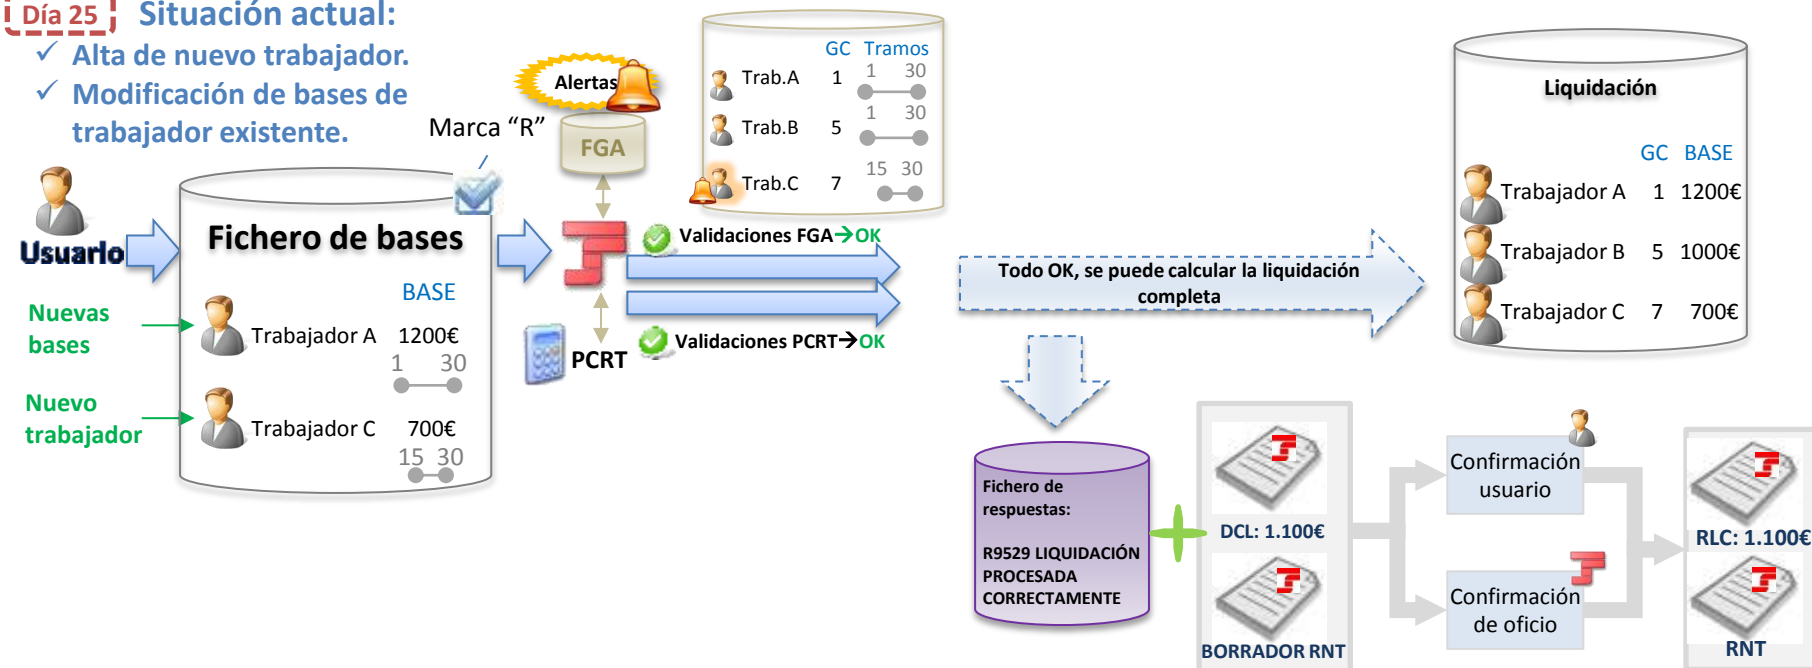 Día 25
Situación actual:
✓ Alta de nuevo trabajador.
✓ Modificación de bases de
trabajador existente.
Marca “R”
Alertas
FGA
GC Tramos
Trab.A 1 1 30
Trab.B 5 1 30
Trab.C 7 15 30
Usuario
Fichero de bases
BASE
Nuevas
bases
Trabajador A 1200€
1 30
Nuevo
trabajador
Trabajador C 700€
15 30
Validaciones FGA→OK
PCRT
Validaciones PCRT→OK
Todo OK, se puede calcular la liquidación
completa
Liquidación
GC BASE
Trabajador A 1 1200€
Trabajador B 5 1000€
Trabajador C 7 700€
Fichero de
respuestas:
R9529 LIQUIDACIÓN
PROCESADA
CORRECTAMENTE
DCL: 1.100€
BORRADOR RNT
Confirmación
usuario
Confirmación
de oficio
RLC: 1.100€
RNT